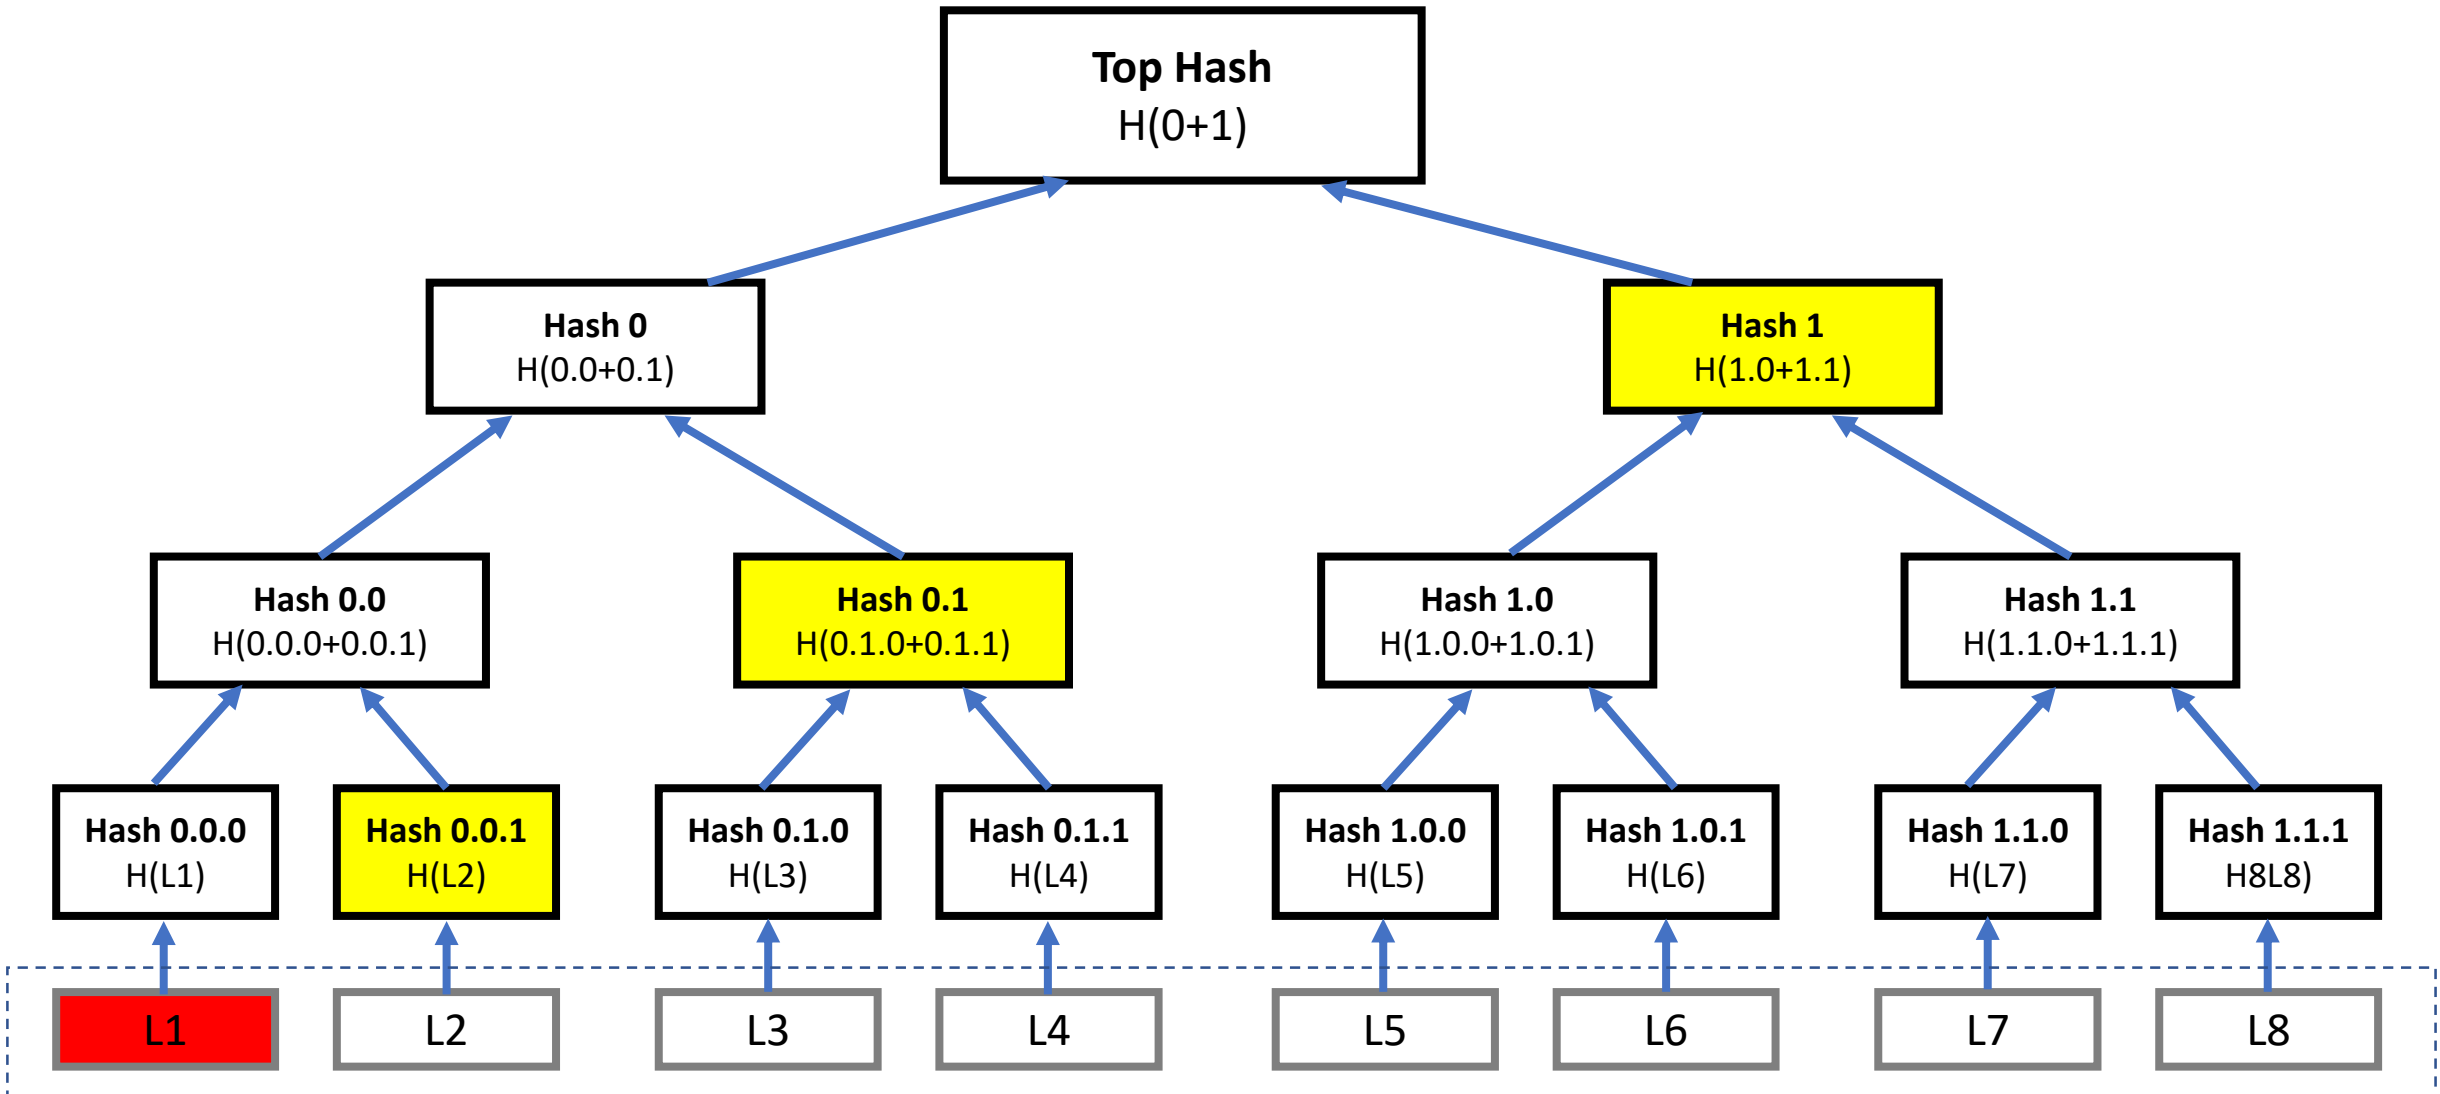 Top Hash
H(0+1)
Hash 0
H(0.0+0.1)
Hash 1
H(1.0+1.1)
Hash 0.0
H(0.0.0+0.0.1)
Hash 0.1
H(0.1.0+0.1.1)
Hash 1.0
H(1.0.0+1.0.1)
Hash 1.1
H(1.1.0+1.1.1)
Hash 0.0.0
H(L1)
Hash 0.0.1
H(L2)
Hash 0.1.0
H(L3)
Hash 0.1.1
H(L4)
Hash 1.0.0
H(L5)
Hash 1.0.1
H(L6)
Hash 1.1.0
H(L7)
Hash 1.1.1
H8L8)
L1
L2
L3
L4
L5
L6
L7
L8